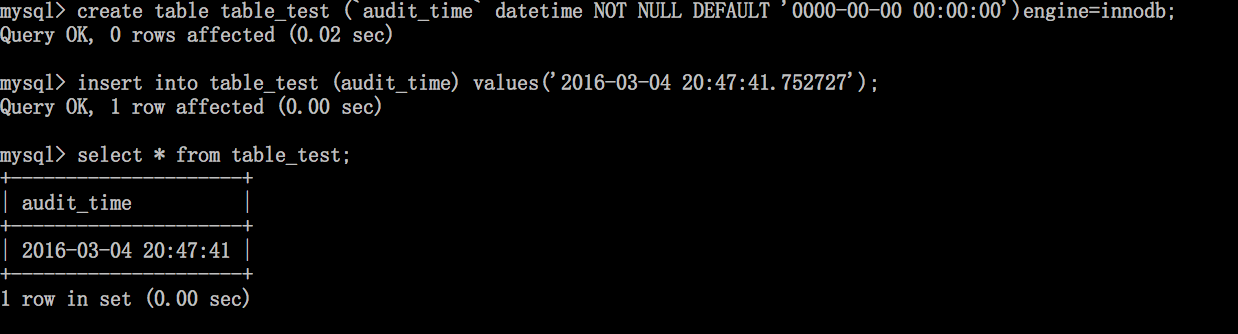 mysql> create table table_test (`audit_time` datetime NOT NULL DEFAULT '0000-00-00 00:00:00')engine=innodb;
Query OK, 0 rows affected (0.02 sec)
mysql> insert into table_test (audit_time) values('2016-03-04 20:47:41.752727');
Query OK, 1 row affected (0.00 sec)
mysql> select * from table_test;
+---------------------+
| audit_time          |
+---------------------+
| 2016-03-04 20:47:41 |
+---------------------+
1 row in set (0.00 sec)